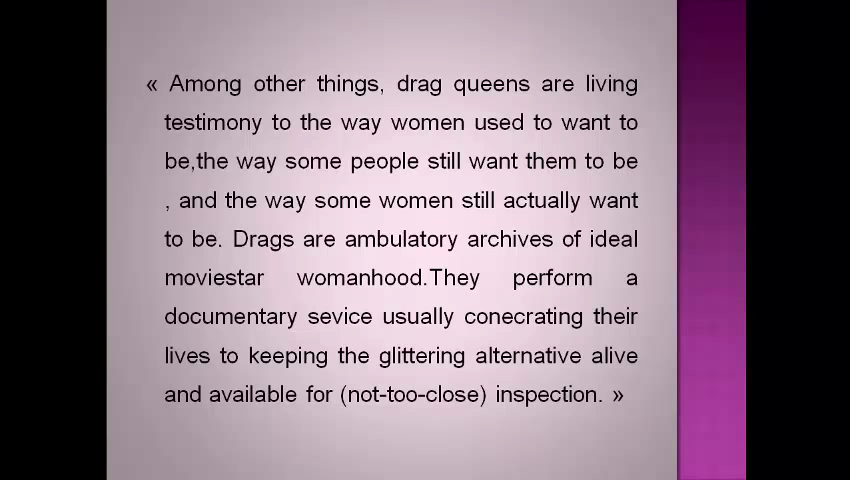 « Among other things, drag queens are living
testimony to the way women used to want to
be,the way some people still want them to be
, and the way some women still actually want
to be. Drags are ambulatory archives of ideal
moviestar womanhood.They perform a
documentary sevice usually conecrating their
lives to keeping the glittering alternative alive
and available for (not-too-close) inspection. »